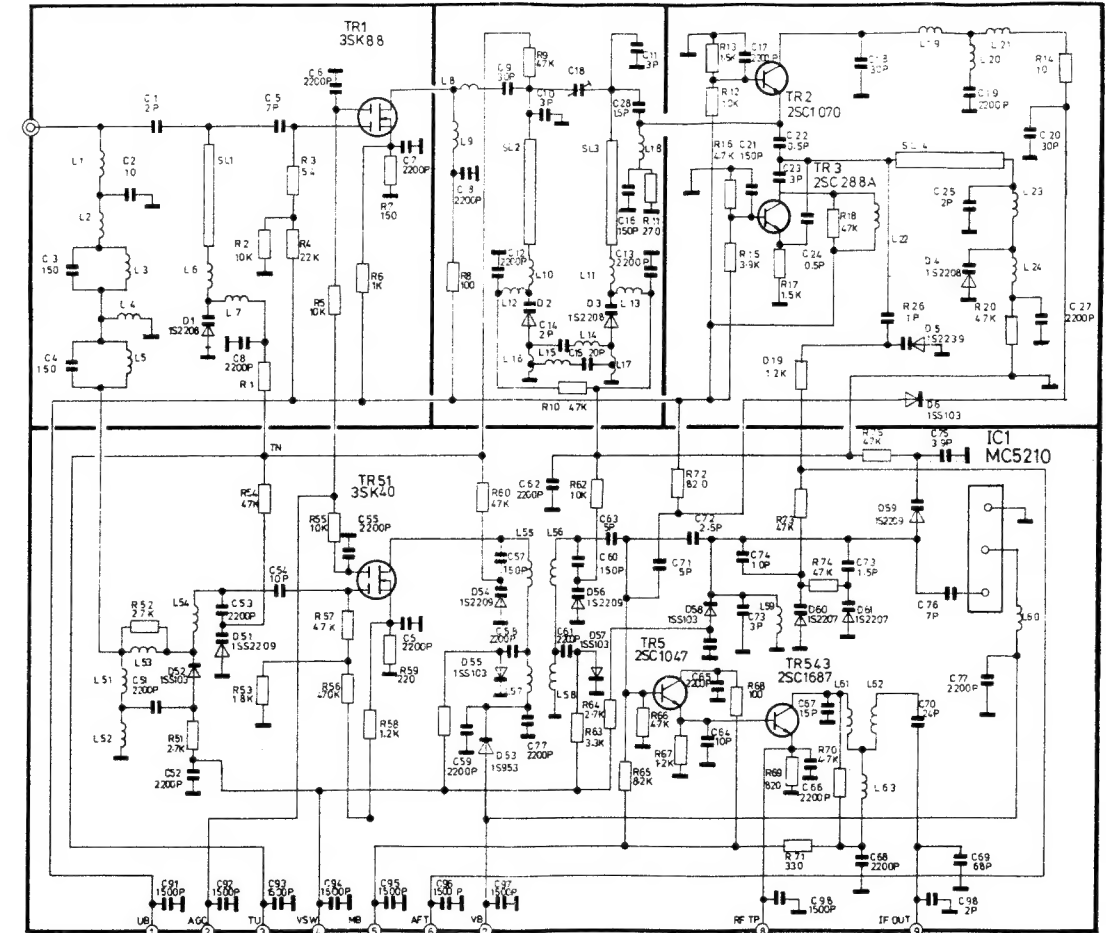 TR1
3SK88
C1
2P
C5
7P
C6
2200P
L1
C2
10
SL1
R3
54
L2
R2
10K
R4
22K
C7
2200P
R7
150
C3
150
L3
L6
L7
L4
D1
1S2208
C8
2200P
R1
C4
150
L5
R5
10K
R6
1K
L8
R9
47K
C9
30P
C18
C11
3P
C10
3P
C28
1.5P
L9
C8
2200P
SL2
SL3
L18
C16
150P
R11
270
R8
100
C12
2200P
C13
2200P
L10
L11
L12
D2
D3
1S2208
L13
C14
2P
L14
L16
L15
C15
20P
L17
R10
47K
R13
1.5K
C17
2200P
R12
10K
TR2
2SC1070
C18
30P
L19
L20
L21
R14
10
C19
2200P
C20
30P
R16
4.7K
C21
150P
C22
0.5P
C23
3P
TR3
2SC288A
SL4
C25
2P
L23
R15
3.9K
R18
47K
L22
C24
0.5P
R17
1.5K
D4
1S2208
L24
R26
1P
D5
1S2239
R20
47K
C27
2200P
D19
1.2K
D6
1SS103
TN
R54
47K
TR51
3SK40
R55
10K
C55
2200P
R60
47K
C62
2200P
R62
10K
R72
820
R75
47K
C75
3.9P
IC1
MC5210
C54
10P
L54
C53
2200P
R52
2.7K
D51
1SS2209
L53
D52
1SS103
L51
C51
2200P
L52
R51
2.7K
C52
2200P
R53
1.8K
R57
47K
R56
470K
R58
1.2K
C5
2200P
R59
220
L55
L56
C57
150P
C63
5P
C60
150P
D54
1S2209
D56
1S2209
C71
5P
C72
2.5P
R73
47K
C74
10P
R74
47K
C73
1.5P
D59
1S2209
D58
1SS103
C73
3P
L59
D60
1S2207
D61
1S2207
C76
7P
L60
2200P
D55
1SS103
L57
C61
2200P
D57
1SS103
L58
C59
2200P
D53
1S953
C77
2200P
R63
3.3K
R64
2.7K
TR5
2SC1047
C65
2200P
R68
100
TR543
2SC1687
R66
47K
R67
1.2K
C64
10P
R65
8.2K
C67
15P
L61
L62
C70
24P
C77
2200P
R69
820
R70
4.7K
C66
2200P
L63
R71
330
C68
2200P
C69
68P
C91
1500P
C92
1500P
C93
1500P
C94
1500P
C95
1500P
C96
1500P
C97
1500P
C98
1500P
C98
2P
UB
1
AGC
2
TU
3
VSW
4
MB
5
AFT
6
VB
7
RF TP
8
IF OUT
9